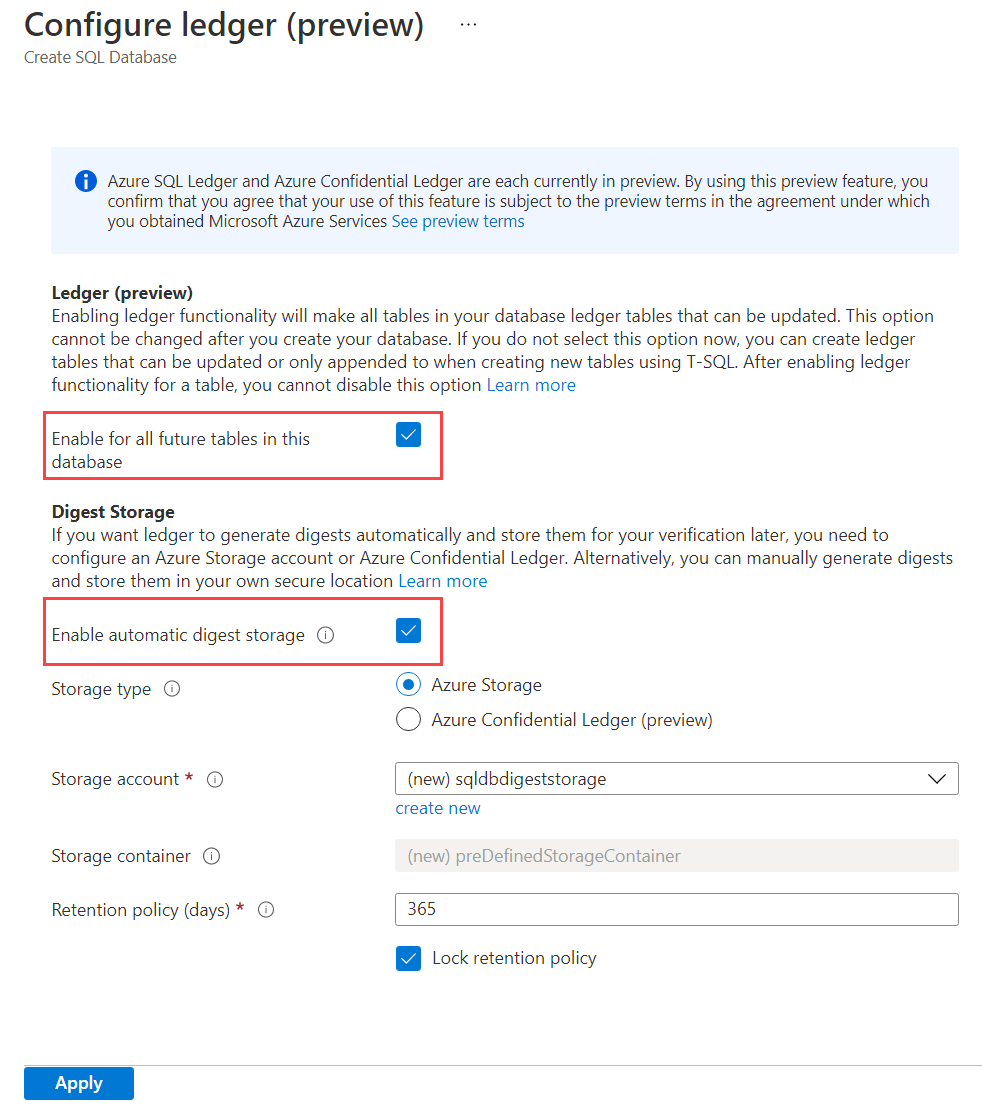 Configure ledger (preview) ...
Create SQL Database
Azure SQL Ledger and Azure Confidential Ledger are each currently in preview. By using this preview feature, you
confirm that you agree that your use of this feature is subject to the preview terms in the agreement under which
you obtained Microsoft Azure Services See preview terms
Ledger (preview)
Enabling ledger functionality will make all tables in your database ledger tables that can be updated. This option
cannot be changed after you create your database. If you do not select this option now, you can create ledger
tables that can be updated or only appended to when creating new tables using T-SQL. After enabling ledger
functionality for a table, you cannot disable this option Learn more
Enable for all future tables in this
database
Digest Storage
If you want ledger to generate digests automatically and store them for your verification later, you need to
configure an Azure Storage account or Azure Confidential Ledger. Alternatively, you can manually generate digests
and store them in your own secure location Learn more
Enable automatic digest storage
Storage type
Azure Storage
Azure Confidential Ledger (preview)
Storage account *
(new) sqldbdigeststorage
create new
Storage container
(new) preDefinedStorageContainer
Retention policy (days) *
365
Lock retention policy
Apply